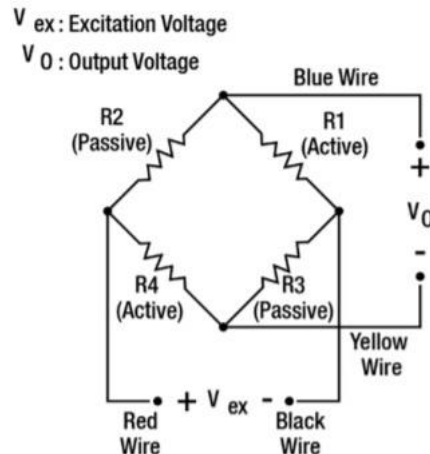 V ex : Excitation Voltage
V O : Output Voltage
Blue Wire
R2
(Passive)
R1
(Active)
+
V O
-
R4
(Active)
R3
(Passive)
Yellow
Wire
+ V ex -
Red
Wire
Black
Wire